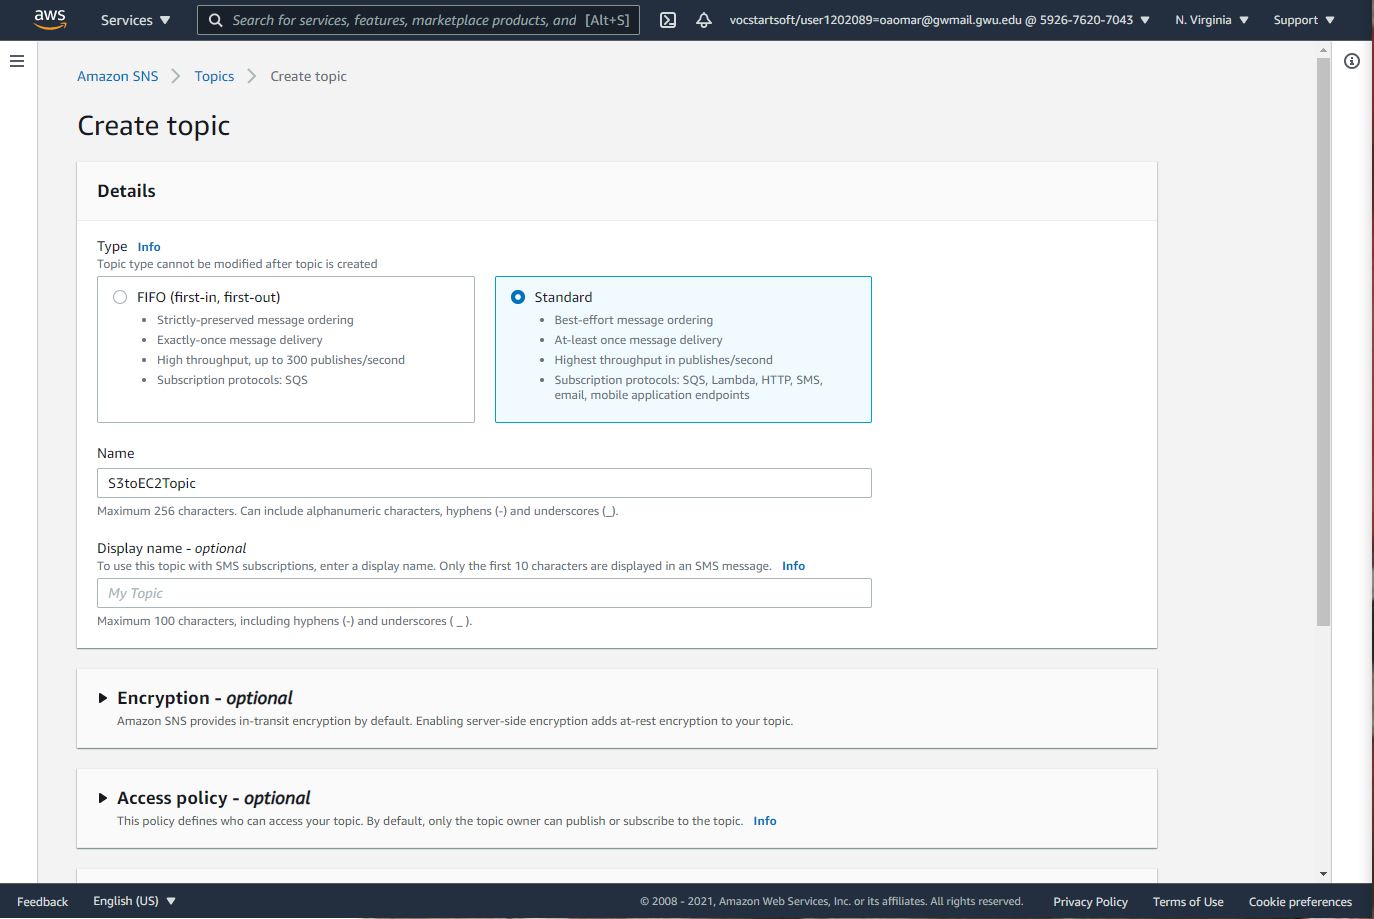 aws
Services
Search for services, features, marketplace products, and [Alt+S]
vocstartsoft/user1202089=oaomar@gwmail.gwu.edu @ 5926-7620-7043
N. Virginia
Support
Amazon SNS
Topics
Create topic
Create topic
Details
Type Info
Topic type cannot be modified after topic is created
FIFO (first-in, first-out)
Strictly-preserved message ordering
Exactly-once message delivery
High throughput, up to 300 publishes/second
Subscription protocols: SQS
Standard
Best-effort message ordering
At-least once message delivery
Highest throughput in publishes/second
Subscription protocols: SQS, Lambda, HTTP, SMS,
email, mobile application endpoints
Name
S3toEC2Topic
Maximum 256 characters. Can include alphanumeric characters, hyphens (-) and underscores (_).
Display name - optional
To use this topic with SMS subscriptions, enter a display name. Only the first 10 characters are displayed in an SMS message. Info
My Topic
Maximum 100 characters, including hyphens (-) and underscores ( _ ).
Encryption - optional
Amazon SNS provides in-transit encryption by default. Enabling server-side encryption adds at-rest encryption to your topic.
Access policy - optional
This policy defines who can access your topic. By default, only the topic owner can publish or subscribe to the topic. Info
Feedback
English (US)
© 2008 - 2021, Amazon Web Services, Inc. or its affiliates. All rights reserved.
Privacy Policy
Terms of Use
Cookie preferences